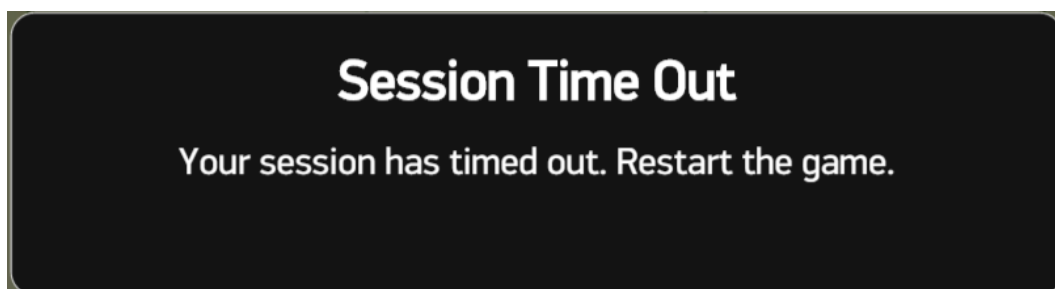 Session Time Out
Your session has timed out. Restart the game.